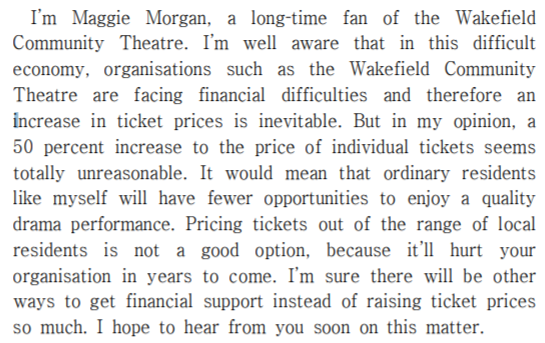 I'm Maggie Morgan, a long-time fan of the Wakefield
Community Theatre. I'm well aware that in this difficult
economy, organisations such as the Wakefield Community
Theatre are facing financial difficulties and therefore an
increase in ticket prices is inevitable. But in my opinion, a
50 percent increase to the price of individual tickets seems
totally unreasonable. It would mean that ordinary residents
like myself will have fewer opportunities to enjoy a quality
drama performance. Pricing tickets out of the range of local
residents is not a good option, because it'll hurt your
organisation in years to come. I'm sure there will be other
ways to get financial support instead of raising ticket prices
so much. I hope to hear from you soon on this matter.